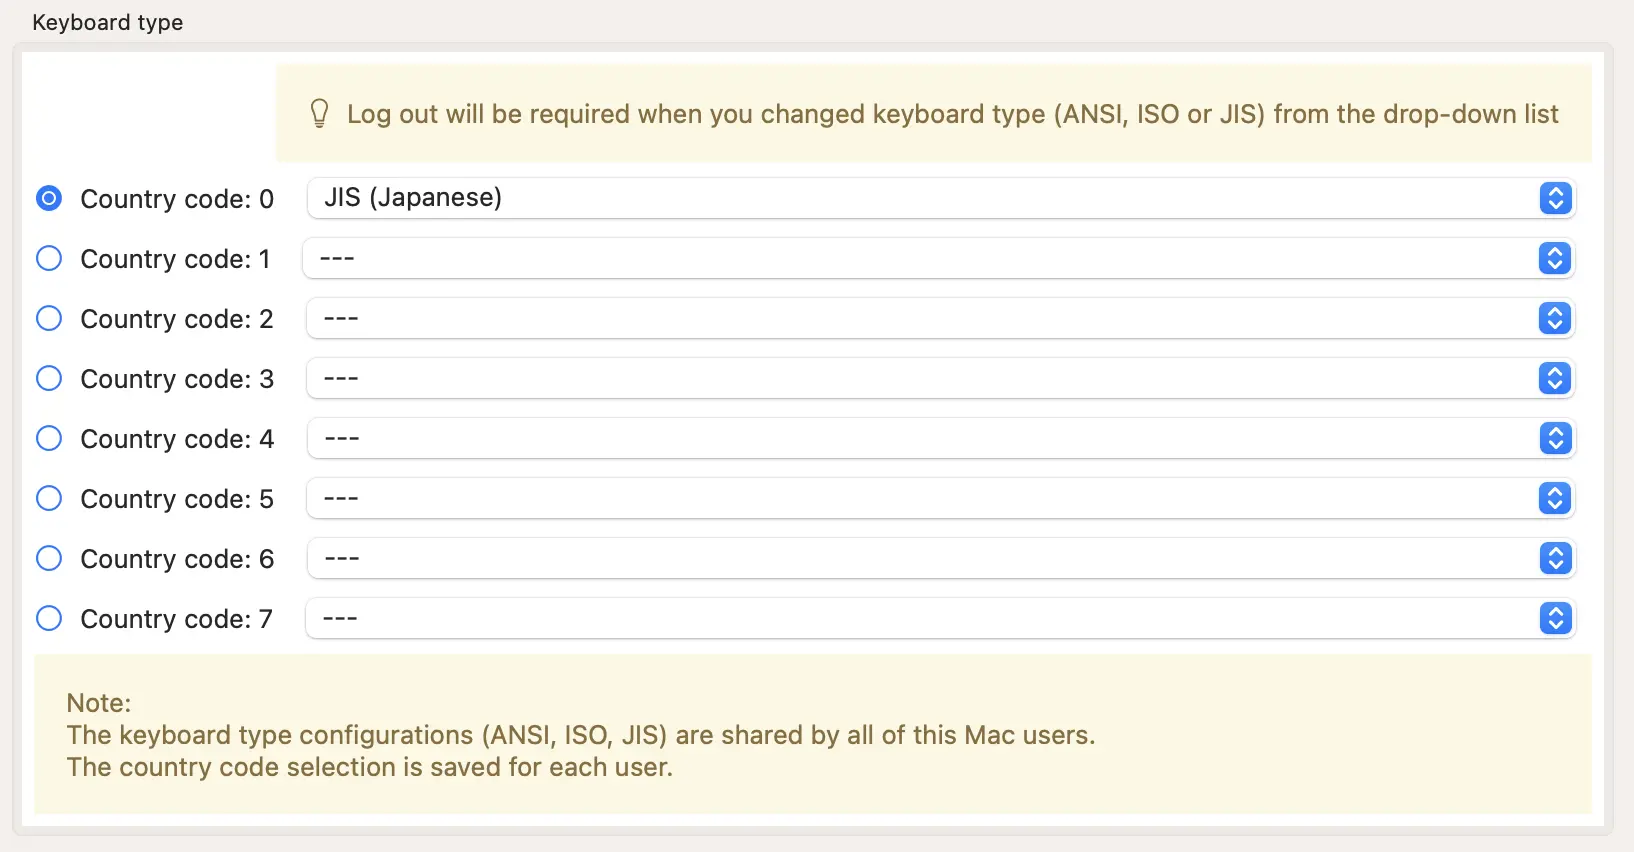 Keyboard type
Log out will be required when you changed keyboard type (ANSI, ISO or JIS) from the drop-down list
Country code: 0 JIS (Japanese)
Country code: 1 ---
Country code: 2 ---
Country code: 3 ---
Country code: 4 ---
Country code: 5 ---
Country code: 6 ---
Country code: 7 ---
Note:
The keyboard type configurations (ANSI, ISO, JIS) are shared by all of this Mac users.
The country code selection is saved for each user.